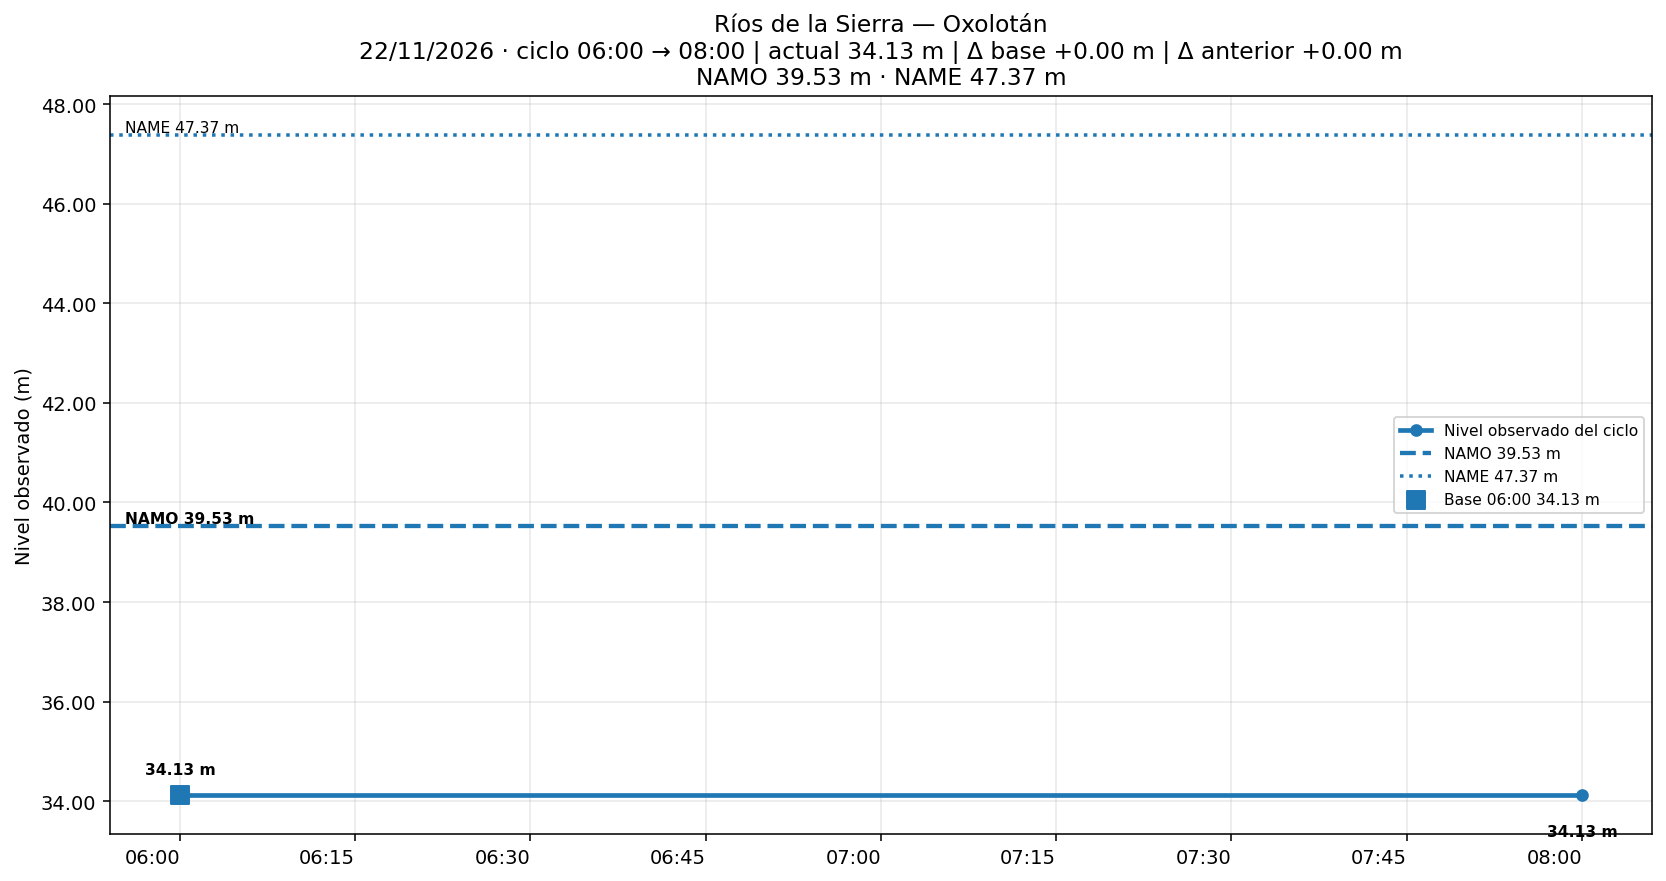 Ríos de la Sierra — Oxolotán
22/11/2026 · ciclo 06:00 → 08:00 | actual 34.13 m | Δ base +0.00 m | Δ anterior +0.00 m
NAMO 39.53 m · NAME 47.37 m
Nivel observado (m)
48.00
46.00
44.00
42.00
40.00
38.00
36.00
34.00
NAME 47.37 m
NAMO 39.53 m
34.13 m
34.13 m
Nivel observado del ciclo
NAMO 39.53 m
NAME 47.37 m
Base 06:00 34.13 m
06:00
06:15
06:30
06:45
07:00
07:15
07:30
07:45
08:00